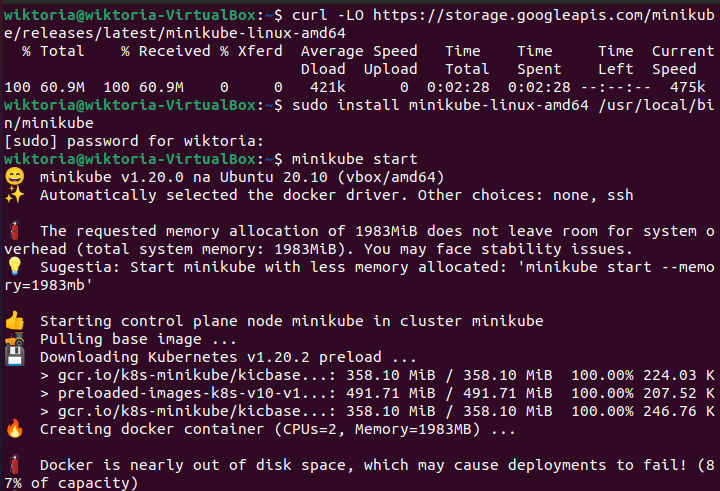 wiktoria@wiktoria-VirtualBox:~$ curl -LO https://storage.googleapis.com/minikub
e/releases/latest/minikube-linux-amd64
  % Total    % Received % Xferd  Average Speed   Time    Time     Time  Current
                                 Dload  Upload   Total   Spent    Left  Speed
100 60.9M  100 60.9M    0     0   421k      0  0:02:28  0:02:28 --:--:--  475k
wiktoria@wiktoria-VirtualBox:~$ sudo install minikube-linux-amd64 /usr/local/bi
n/minikube
[sudo] password for wiktoria:
wiktoria@wiktoria-VirtualBox:~$ minikube start
😄  minikube v1.20.0 na Ubuntu 20.10 (vbox/amd64)
✨  Automatically selected the docker driver. Other choices: none, ssh
🧯  The requested memory allocation of 1983MiB does not leave room for system o
verhead (total system memory: 1983MiB). You may face stability issues.
💡  Sugestia: Start minikube with less memory allocated: 'minikube start --memo
ry=1983mb'
👍  Starting control plane node minikube in cluster minikube
🚜  Pulling base image ...
💾  Downloading Kubernetes v1.20.2 preload ...
    > gcr.io/k8s-minikube/kicbase...: 358.10 MiB / 358.10 MiB  100.00% 224.03 K
    > preloaded-images-k8s-v10-v1...: 491.71 MiB / 491.71 MiB  100.00% 207.52 K
    > gcr.io/k8s-minikube/kicbase...: 358.10 MiB / 358.10 MiB  100.00% 246.76 K
🔥  Creating docker container (CPUs=2, Memory=1983MB) ...
🧯  Docker is nearly out of disk space, which may cause deployments to fail! (8
7% of capacity)